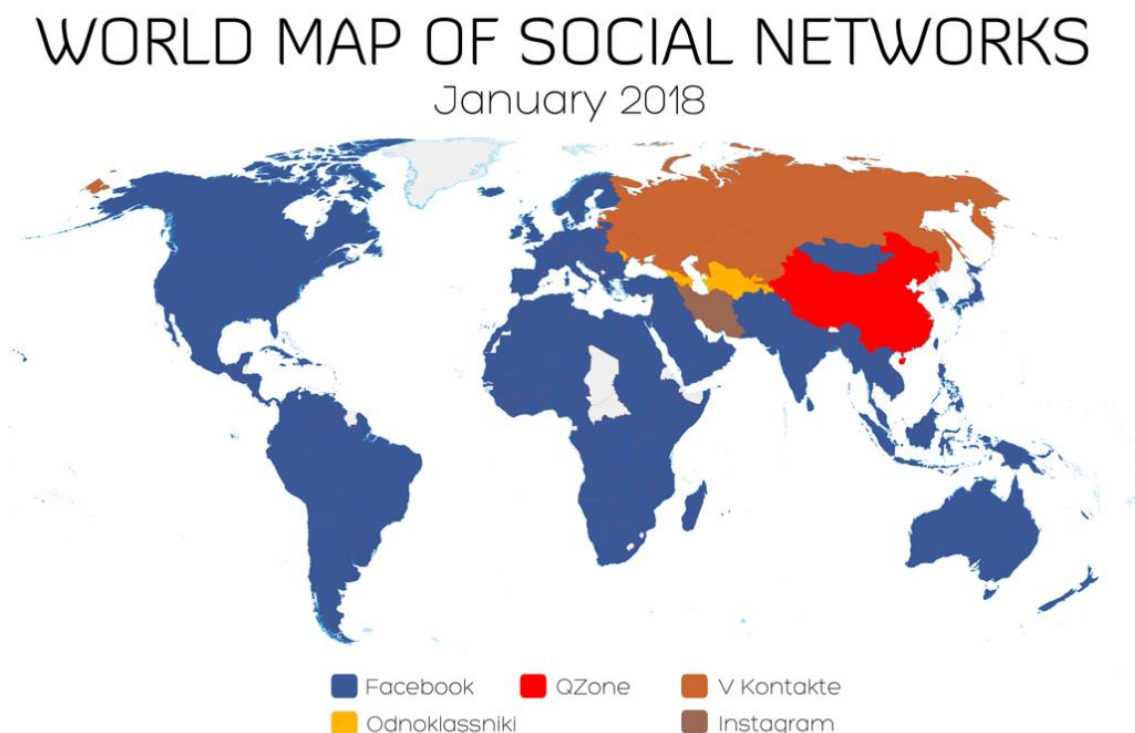 WORLD MAP OF SOCIAL NETWORKS
January 2018
Facebook QZone V Kontakte
Odnoklassniki Instagram